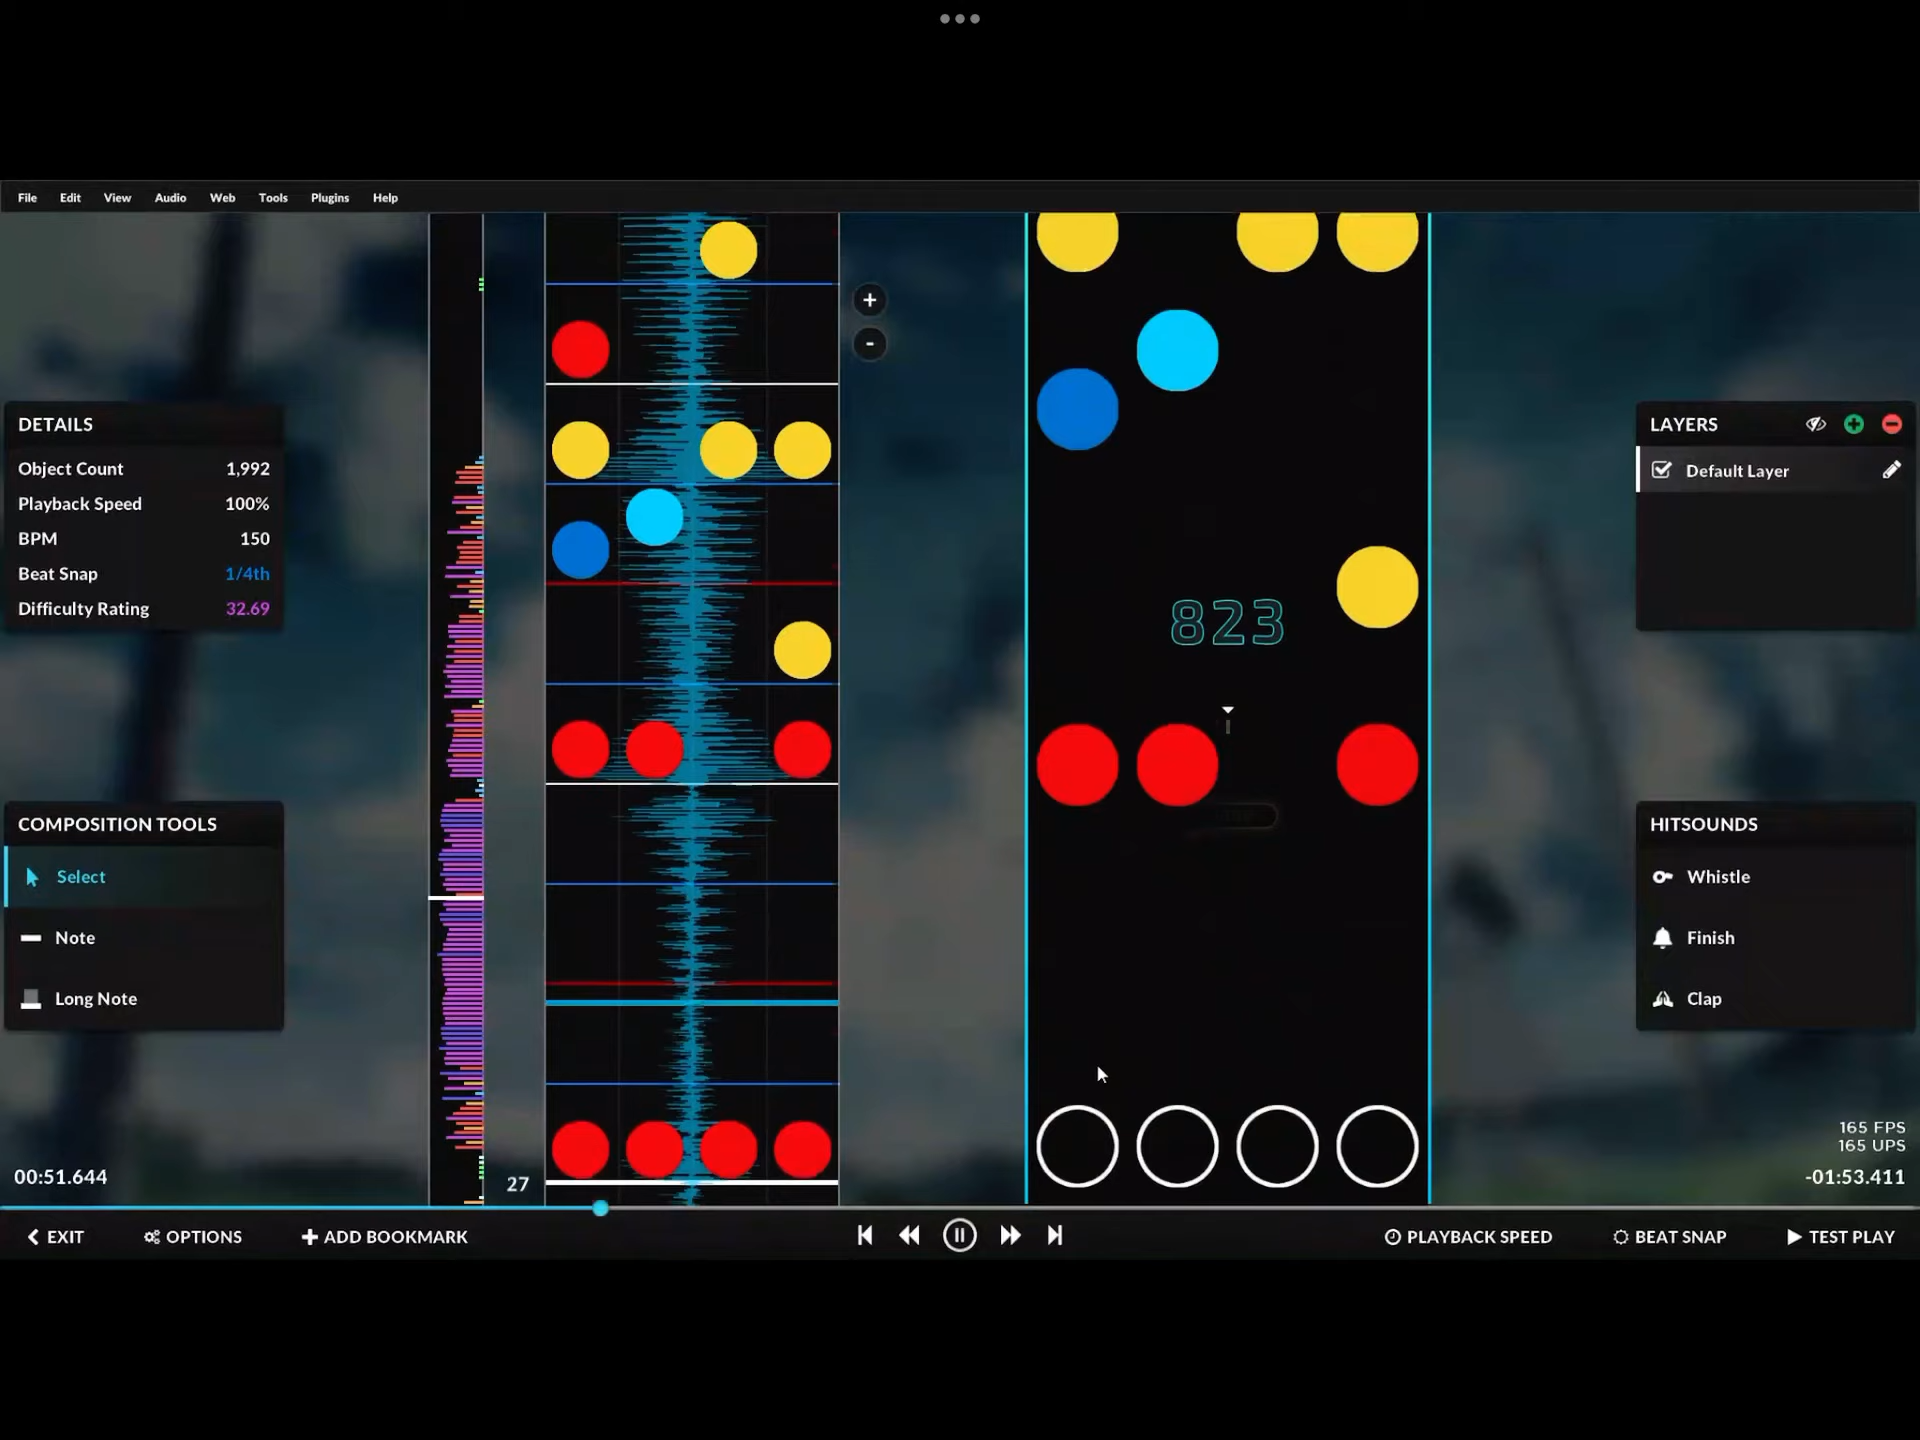 File Edit View Audio Web Tools Plugins Help
+
-
DETAILS
Object Count 1,992
Playback Speed 100%
BPM 150
Beat Snap 1/4th
Difficulty Rating 32.69
LAYERS
Default Layer
823
COMPOSITION TOOLS
Select
Note
Long Note
HITSOUNDS
Whistle
Finish
Clap
165 FPS
165 UPS
00:51.644
27
-01:53.411
EXIT OPTIONS ADD BOOKMARK PLAYBACK SPEED BEAT SNAP TEST PLAY